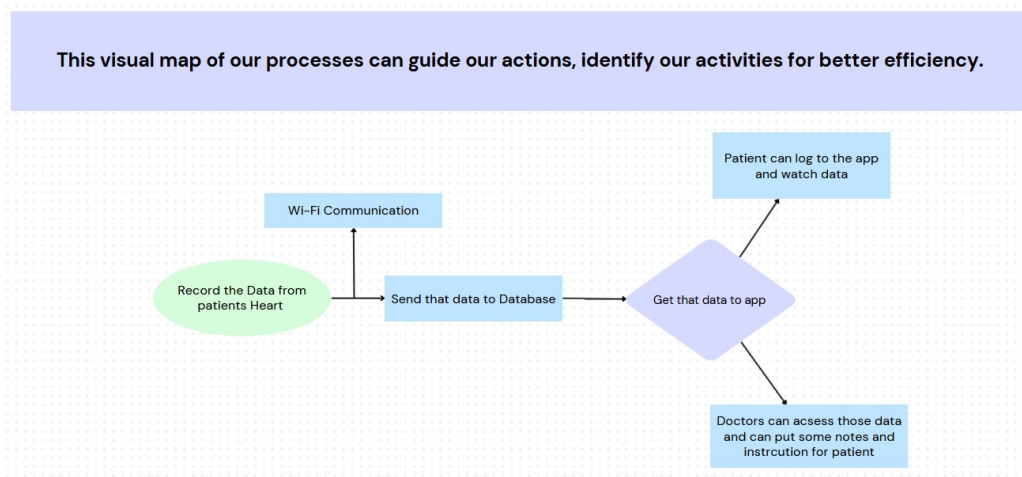 This visual map of our processes can guide our actions, identify our activities for better efficiency.
Patient can log to the app
and watch data
Wi-Fi Communication
Record the Data from
patients Heart
Send that data to Database
Get that data to app
Doctors can acsess those data
and can put some notes and
instrcution for patient